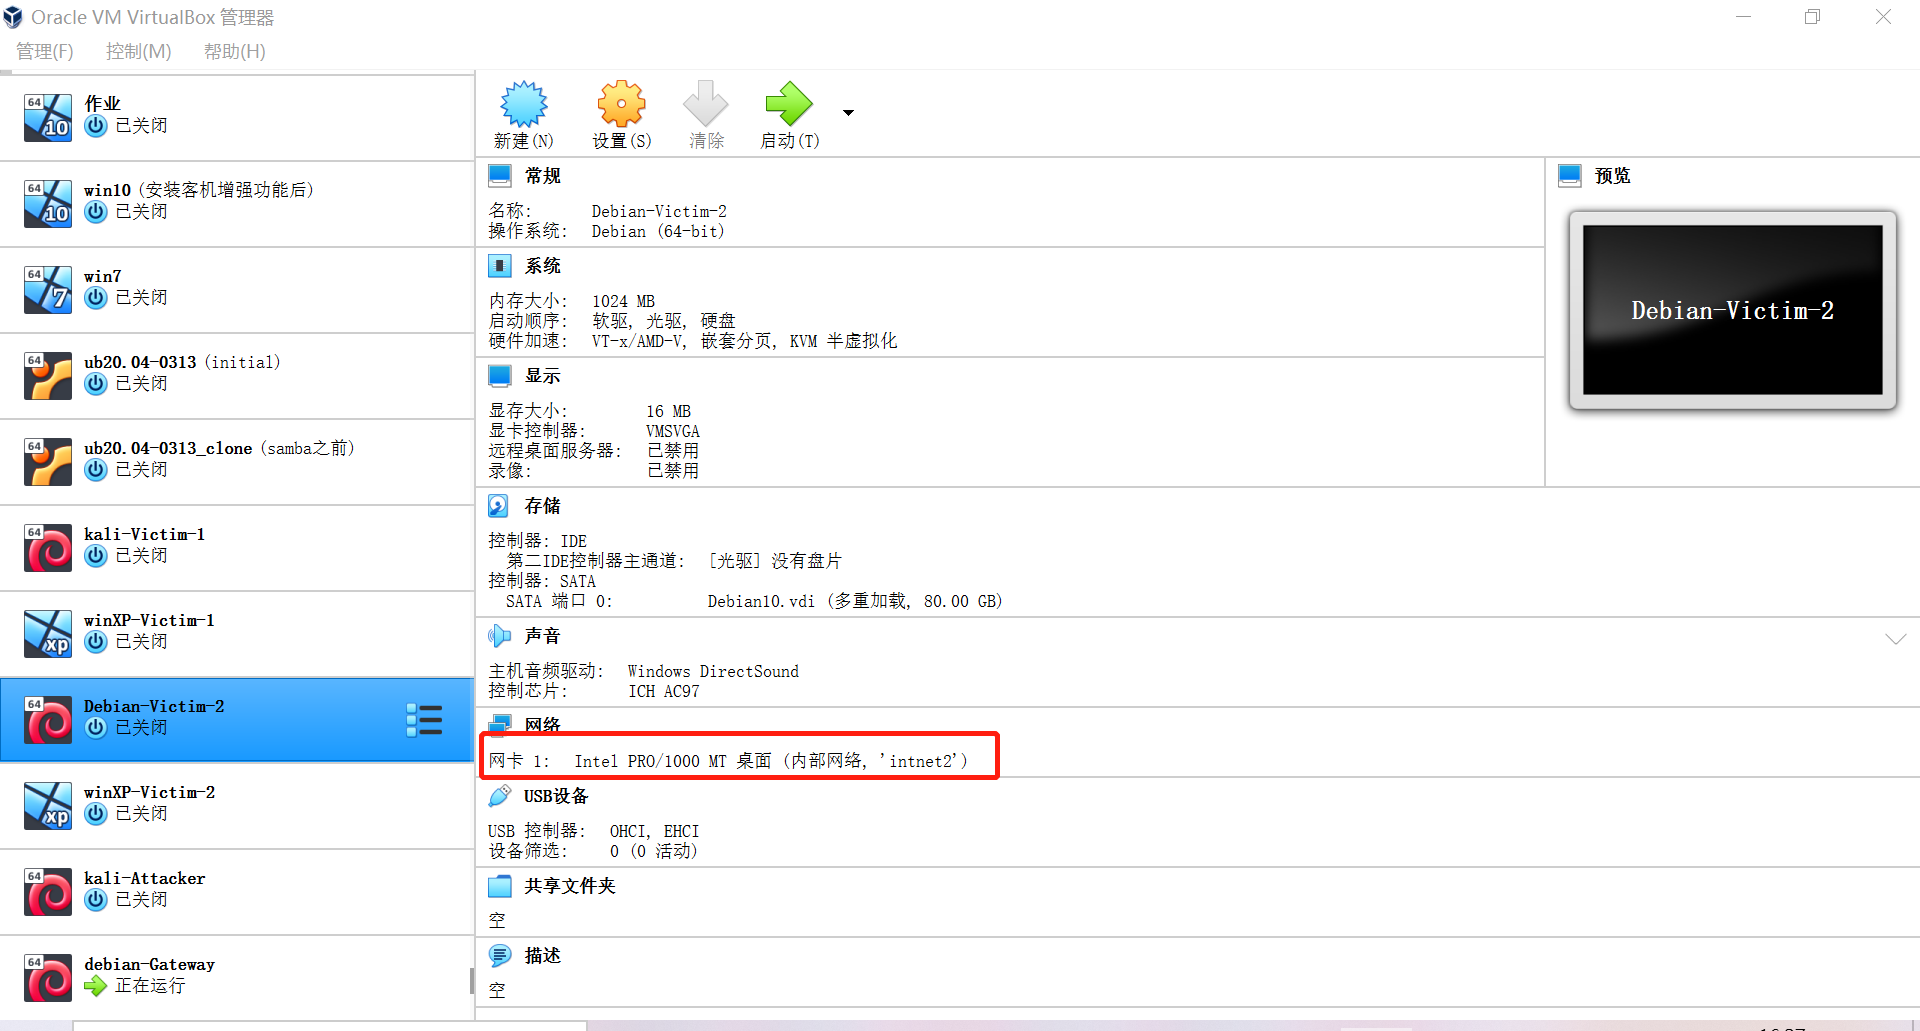 Oracle VM VirtualBox 管理器
管理(F) 控制(M) 帮助(H)
64 10 作业
已关闭
64 10 win10 (安装客机增强功能后)
已关闭
64 7 win7
已关闭
64 ub20.04-0313 (initial)
已关闭
64 ub20.04-0313_clone (samba之前)
已关闭
64 kali-Victim-1
已关闭
xp winXP-Victim-1
已关闭
64 Debian-Victim-2
已关闭
xp winXP-Victim-2
已关闭
64 kali-Attacker
已关闭
64 debian-Gateway
正在运行
新建(N) 设置(S) 清除 启动(T)
常规
名称: Debian-Victim-2
操作系统: Debian (64-bit)
系统
内存大小: 1024 MB
启动顺序: 软驱, 光驱, 硬盘
硬件加速: VT-x/AMD-V, 嵌套分页, KVM 半虚拟化
显示
显存大小: 16 MB
显卡控制器: VMSVGA
远程桌面服务器: 已禁用
录像: 已禁用
存储
控制器: IDE
第二IDE控制器主通道: [光驱] 没有盘片
控制器: SATA
SATA 端口 0: Debian10.vdi (多重加载, 80.00 GB)
声音
主机音频驱动: Windows DirectSound
控制芯片: ICH AC97
网络
网卡 1: Intel PRO/1000 MT 桌面 (内部网络, 'intnet2')
USB设备
USB 控制器: OHCI, EHCI
设备筛选: 0 (0 活动)
共享文件夹
空
描述
空
预览
Debian-Victim-2